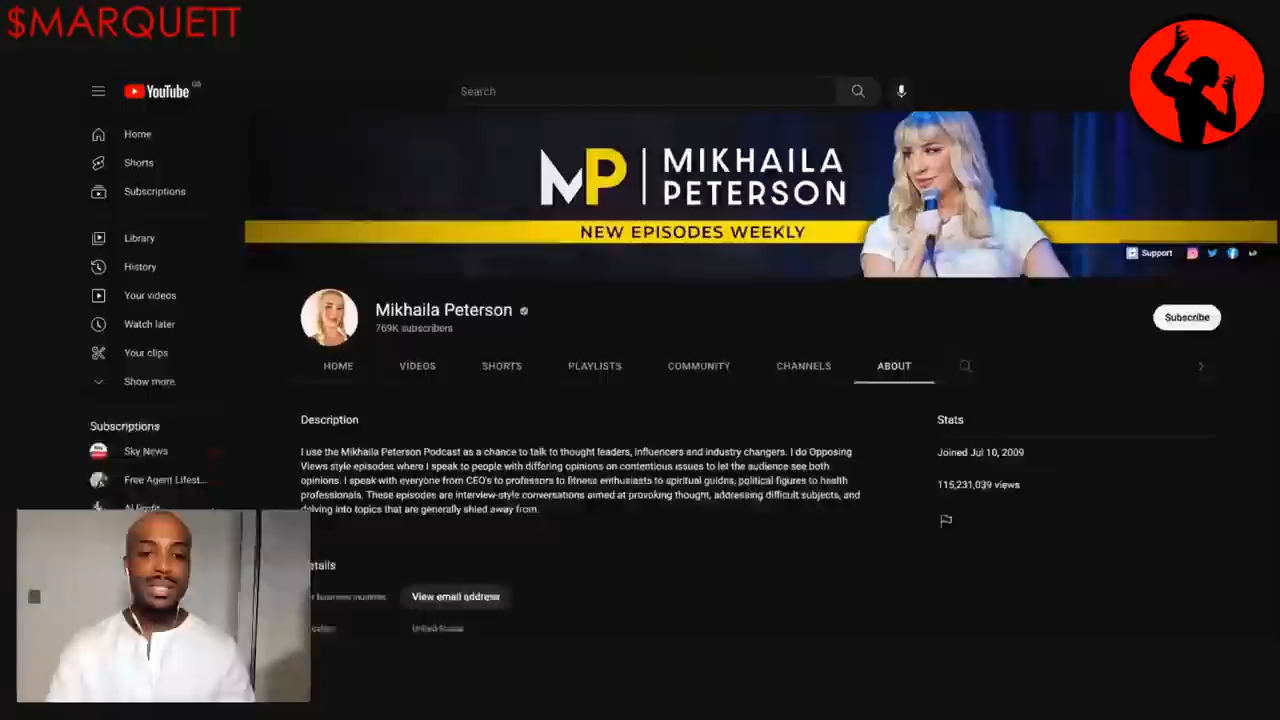 $MARQUETT
YouTube GB
Search
Home
Shorts
Subscriptions
Library
History
Your videos
Watch later
Your clips
Show more
Subscriptions
Sky News
Free Agent Lifest...
MP | MIKHAILA PETERSON
NEW EPISODES WEEKLY
Support
Mikhaila Peterson
769K subscribers
Subscribe
HOME VIDEOS SHORTS PLAYLISTS COMMUNITY CHANNELS ABOUT
Description
I use the Mikhaila Peterson Podcast as a chance to talk to thought leaders, influencers and industry changers. I do Opposing
Views style episodes where I speak to people with differing opinions on contentious issues to let the audience see both
opinions. I speak with everyone from CEO's to professors to fitness enthusiasts to spiritual guides, political figures to health
professionals. These episodes are interview-style conversations aimed at provoking thought, addressing difficult subjects, and
delving into topics that are generally shied away from.
Stats
Joined Jul 10, 2009
115,231,039 views
etails
View email address
United States